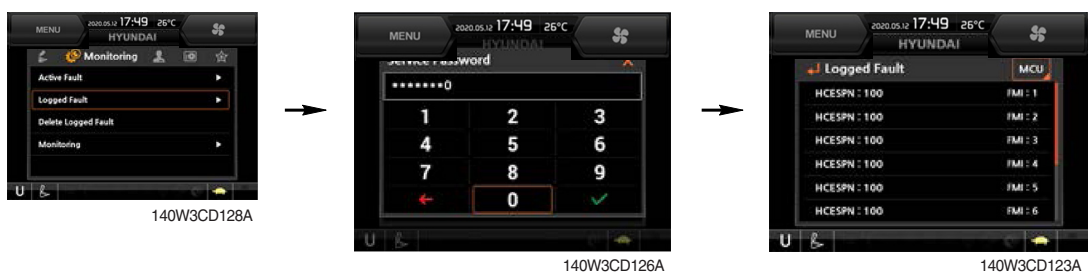 MENU
2020.05.12 17:49 26°C
HYUNDAI
Monitoring
Active Fault
Logged Fault
Delete Logged Fault
Monitoring
U
140W3CD128A
MENU
2020.05.12 17:49 26°C
HYUNDAI
Service Password
X
*******0
1 2 3
4 5 6
7 8 9
0
U
140W3CD126A
MENU
2020.05.12 17:49 26°C
HYUNDAI
Logged Fault MCU
HCESPN : 100 FMI : 1
HCESPN : 100 FMI : 2
HCESPN : 100 FMI : 3
HCESPN : 100 FMI : 4
HCESPN : 100 FMI : 5
HCESPN : 100 FMI : 6
U
140W3CD123A